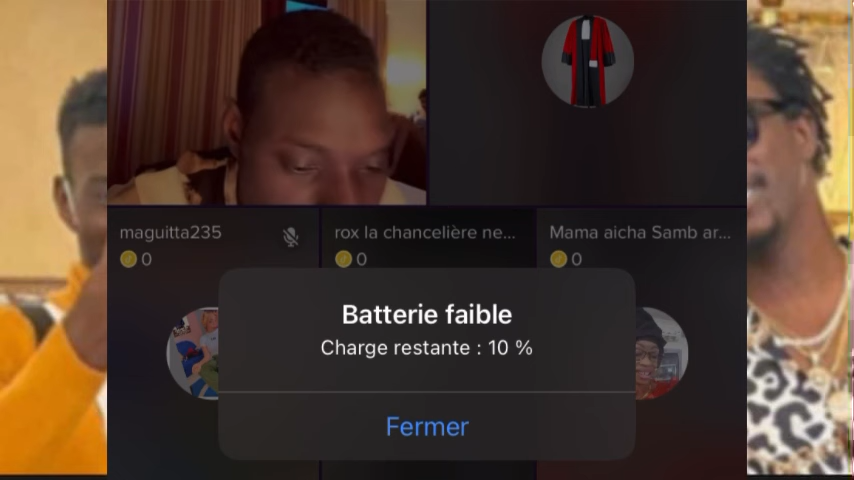 maguitta235
rox la chancelière ne...
Mama aicha Samb ar...
0
0
0
Batterie faible
Charge restante : 10 %
Fermer